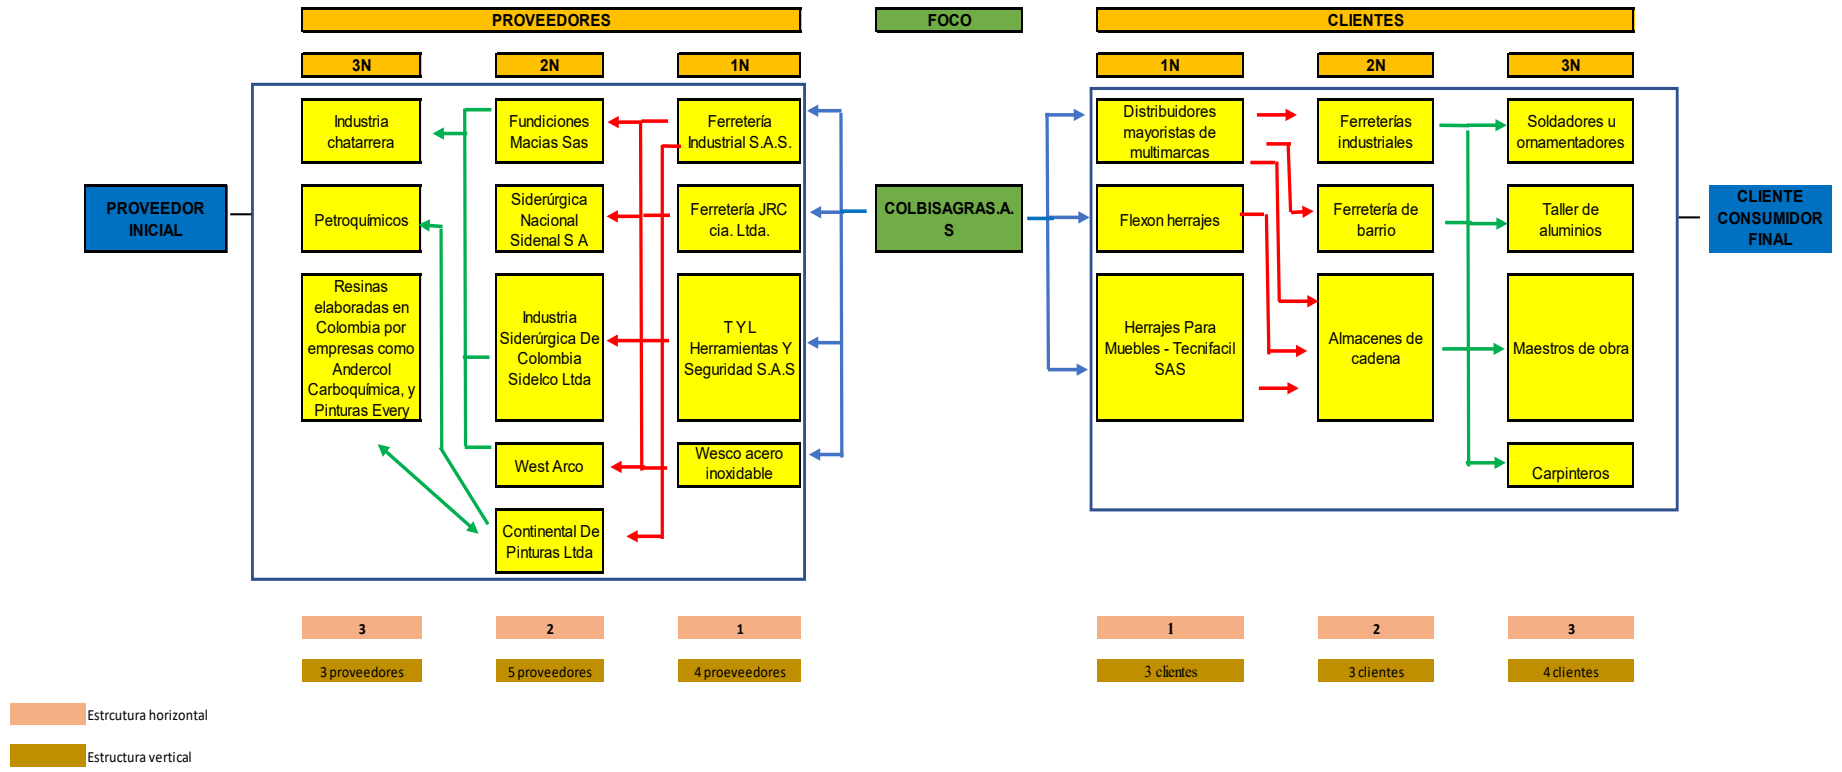 PROVEEDORES
FOCO
CLIENTES
3N
2N
1N
1N
2N
3N
Industria
chatarrera
Fundiciones
Macias Sas
Ferretería
Industrial S.A.S.
Distribuidores
mayoristas de
multimarcas
Ferreterías
industriales
Soldadores u
ornamentadores
PROVEEDOR
INICIAL
Petroquímicos
Siderúrgica
Nacional
Sidenal S A
Ferretería JRC
cia. Ltda.
COLBISAGRAS.A.
S
Flexon herrajes
Ferretería de
barrio
Taller de
aluminios
CLIENTE
CONSUMIDOR
FINAL
Resinas
elaboradas en
Colombia por
empresas como
Andercol
Carboquímica, y
Pinturas Every
Industria
Siderúrgica De
Colombia
Sidelco Ltda
T Y L
Herramientas Y
Seguridad S.A.S
Herrajes Para
Muebles - Tecnifacil
SAS
Almacenes de
cadena
Maestros de obra
West Arco
Wesco acero
inoxidable
Carpinteros
Continental De
Pinturas Ltda
3
2
1
1
2
3
3 proveedores
5 proveedores
4 proeveedores
3 clientes
3 clientes
4 clientes
Estrcutura horizontal
Estructura vertical